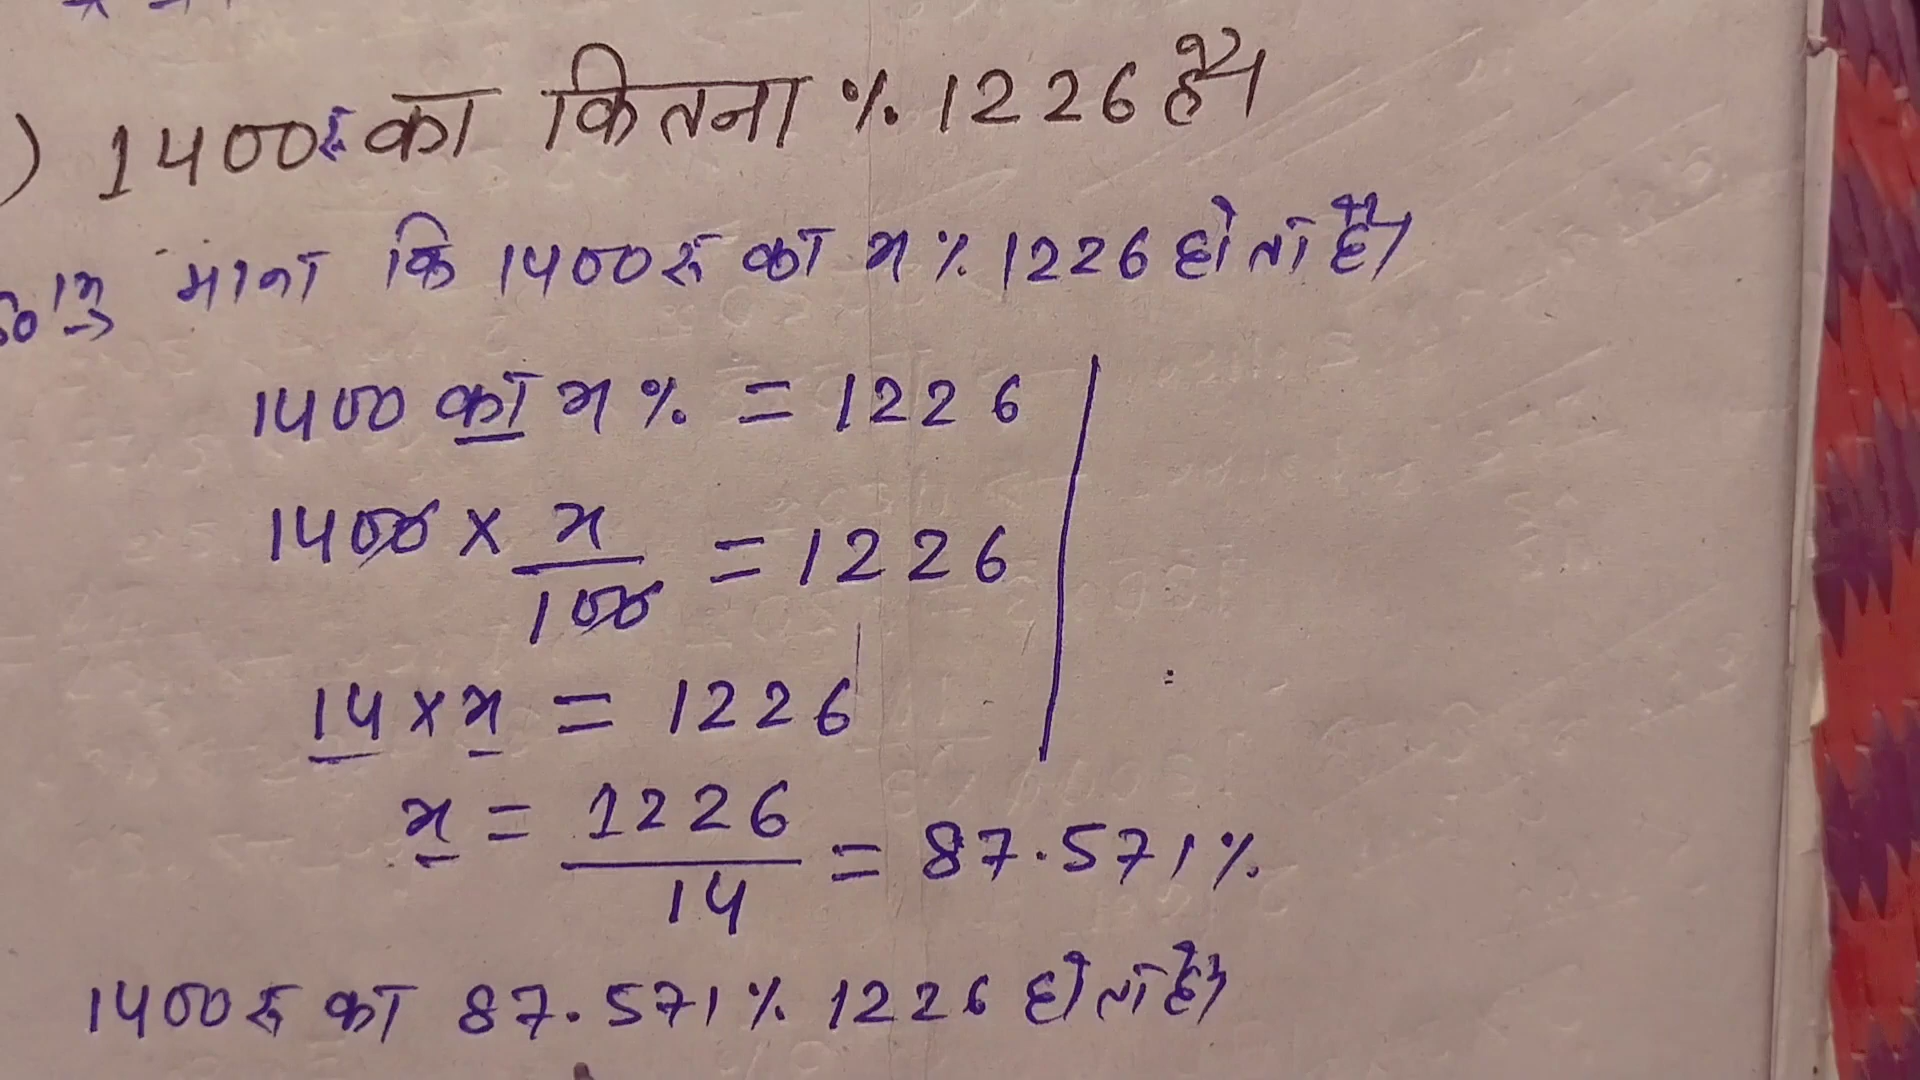 ) 1400रु का कितना % 1226 है।
माना कि 1400रु का x % 1226 होता है।
1400 का x % = 1226
1400 × x/100 = 1226
14 × x = 1226
x = 1226/14 = 87.571 %
1400रु का 87.571 % 1226 होता है।